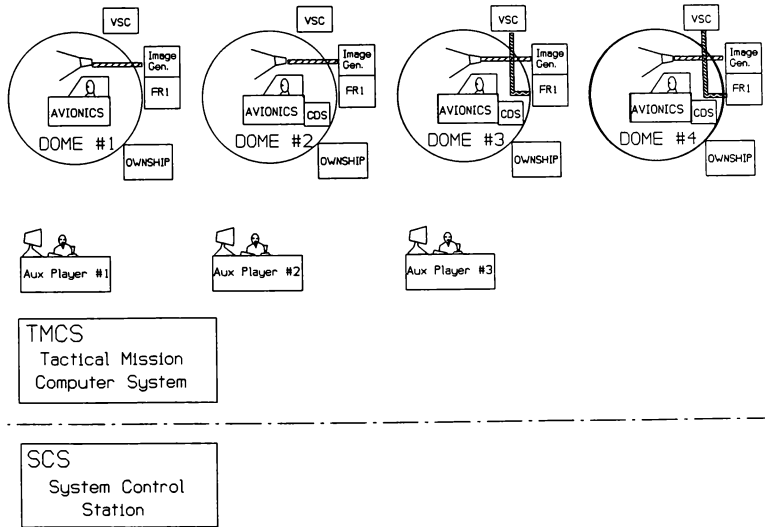 VSC
Image
Gen.
FR1
AVIONICS
DOME #1
OWNSHIP
VSC
Image
Gen.
FR1
AVIONICS
CDS
DOME #2
OWNSHIP
VSC
Image
Gen.
FR1
AVIONICS
CDS
DOME #3
OWNSHIP
VSC
Image
Gen.
FR1
AVIONICS
CDS
DOME #4
OWNSHIP
Aux Player #1
Aux Player #2
Aux Player #3
TMCS
Tactical Mission
Computer System
SCS
System Control
Station